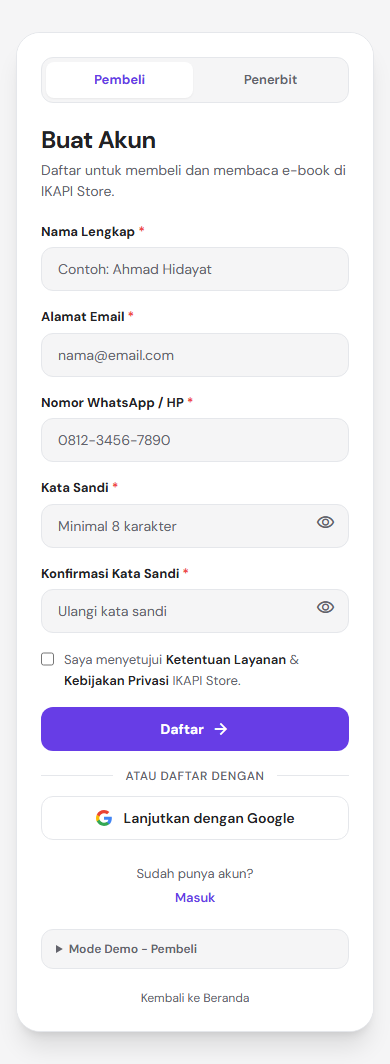 Pembeli
Penerbit
Buat Akun
Daftar untuk membeli dan membaca e-book di
IKAPI Store.
Nama Lengkap *
Contoh: Ahmad Hidayat
Alamat Email *
nama@email.com
Nomor WhatsApp / HP *
0812-3456-7890
Kata Sandi *
Minimal 8 karakter
Konfirmasi Kata Sandi *
Ulangi kata sandi
Saya menyetujui Ketentuan Layanan &
Kebijakan Privasi IKAPI Store.
Daftar →
ATAU DAFTAR DENGAN
Lanjutkan dengan Google
Sudah punya akun?
Masuk
Mode Demo - Pembeli
Kembali ke Beranda